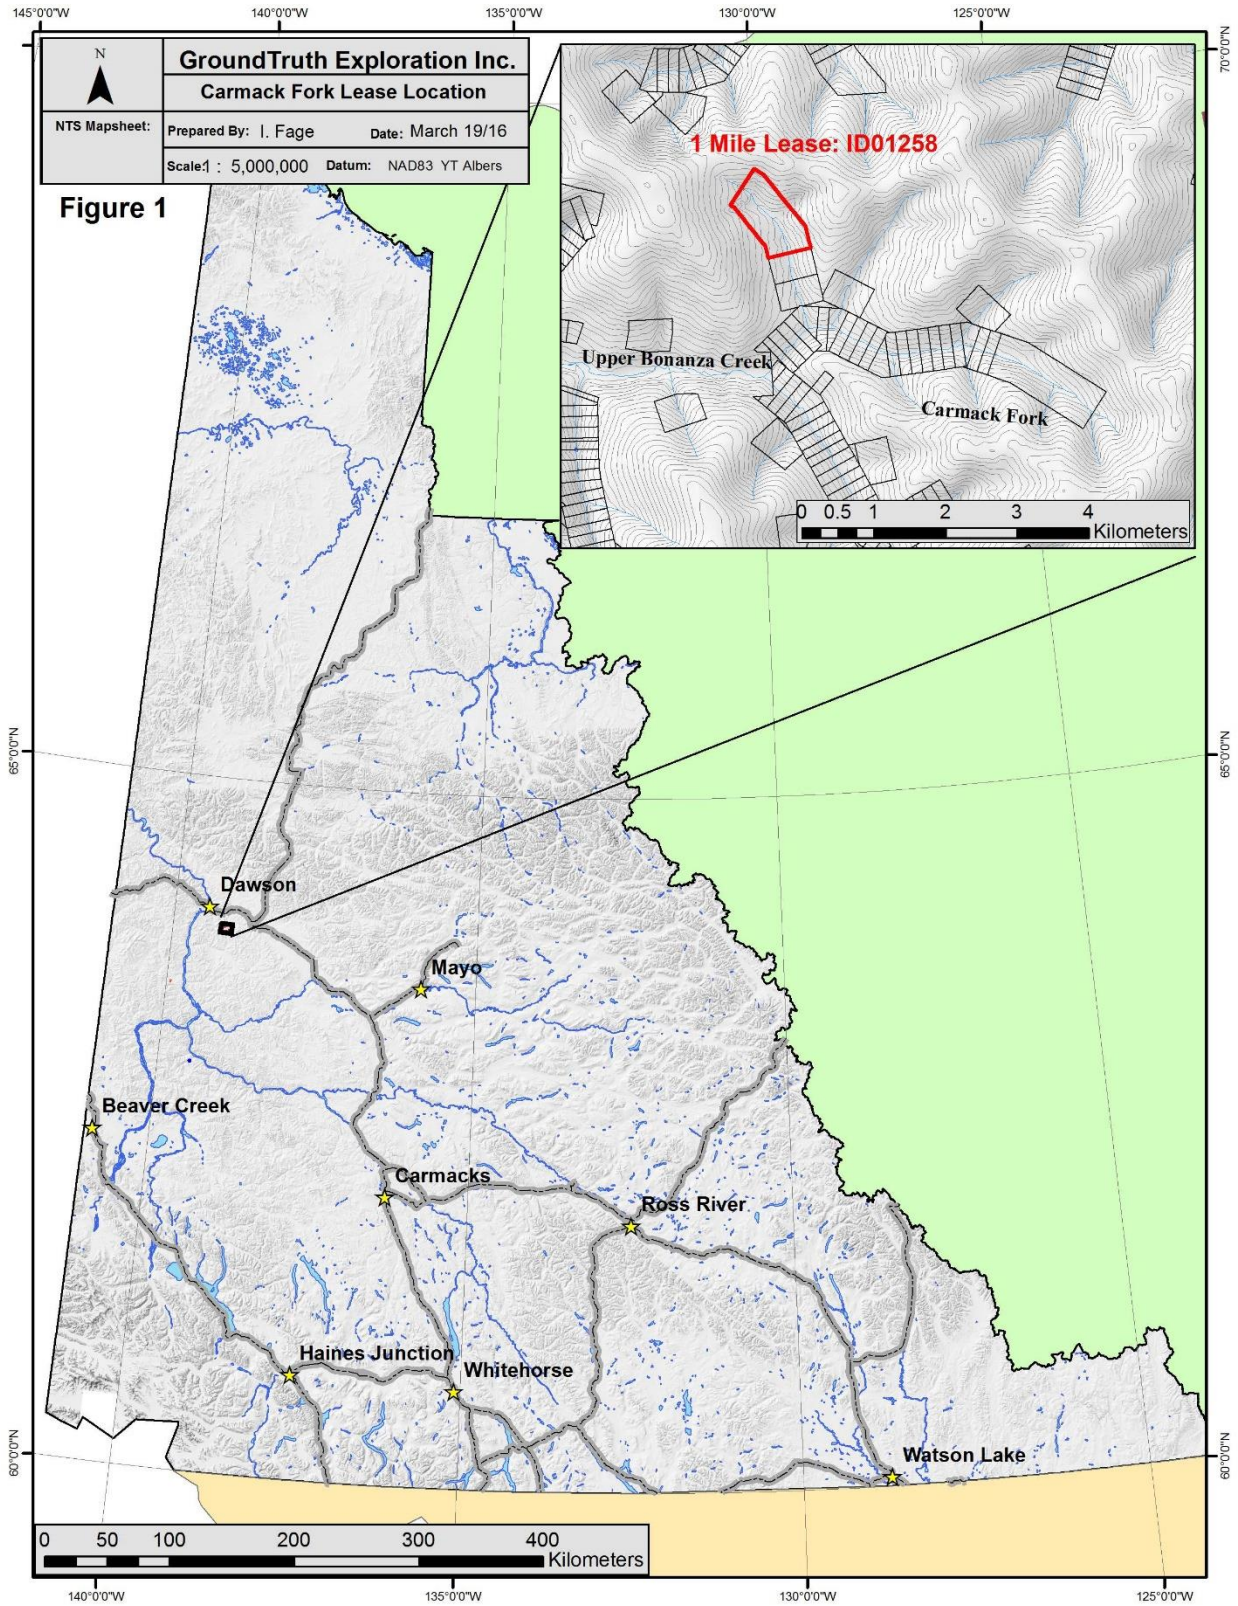 145°0'0"W 140°0'0"W 135°0'0"W 130°0'0"W 125°0'0"W
N
NTS Mapsheet:
GroundTruth Exploration Inc.
Carmack Fork Lease Location
Prepared By: I. Fage Date: March 19/16
Scale:1 : 5,000,000 Datum: NAD83 YT Albers
Figure 1
70°0'0"N
1 Mile Lease: ID01258
Upper Bonanza Creek
Carmack Fork
0 0.5 1 2 3 4
Kilometers
65°0'0"N
65°0'0"N
Dawson
Mayo
Beaver Creek
Carmacks
Ross River
Haines Junction
Whitehorse
Watson Lake
60°0'0"N
60°0'0"N
0 50 100 200 300 400
Kilometers
140°0'0"W 135°0'0"W 130°0'0"W 125°0'0"W